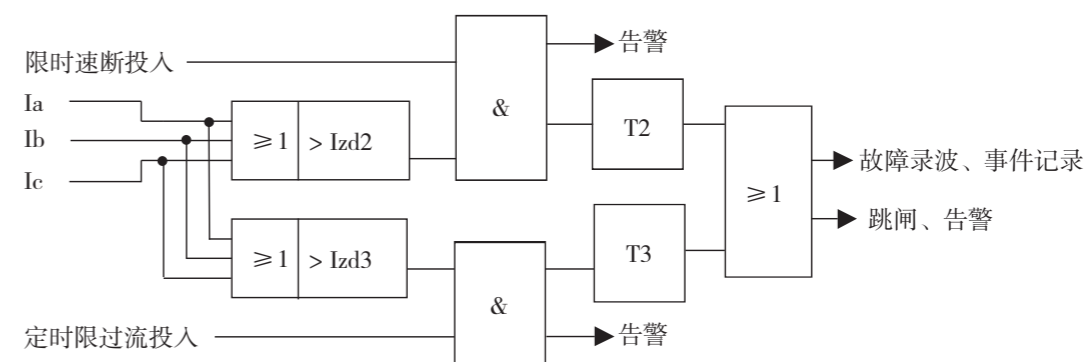 限时速断投入
告警
Ia
Ib
Ic
≥1
> Izd2
&
T2
≥1
故障录波、事件记录
跳闸、告警
≥1
> Izd3
&
T3
定时限过流投入
告警